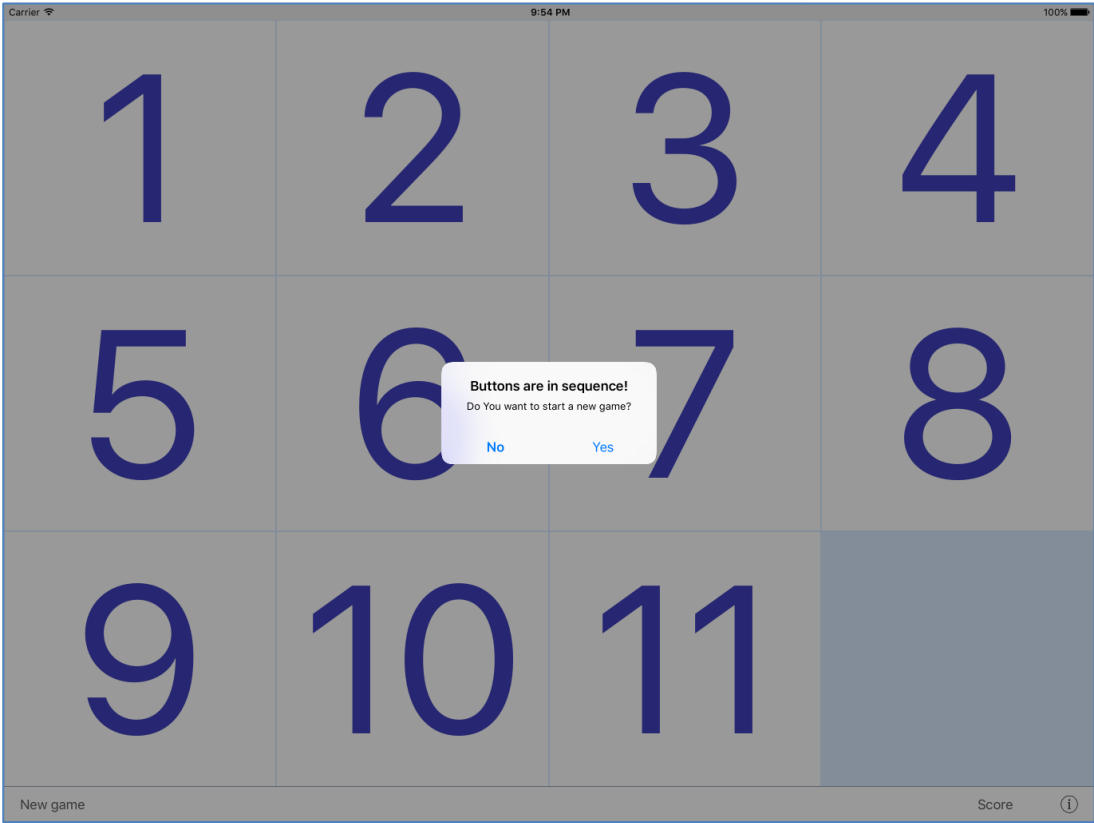 Carrier 9:54 PM 100%
1 2 3 4
5 6 7 8
Buttons are in sequence!
Do You want to start a new game?
No Yes
9 10 11
New game Score